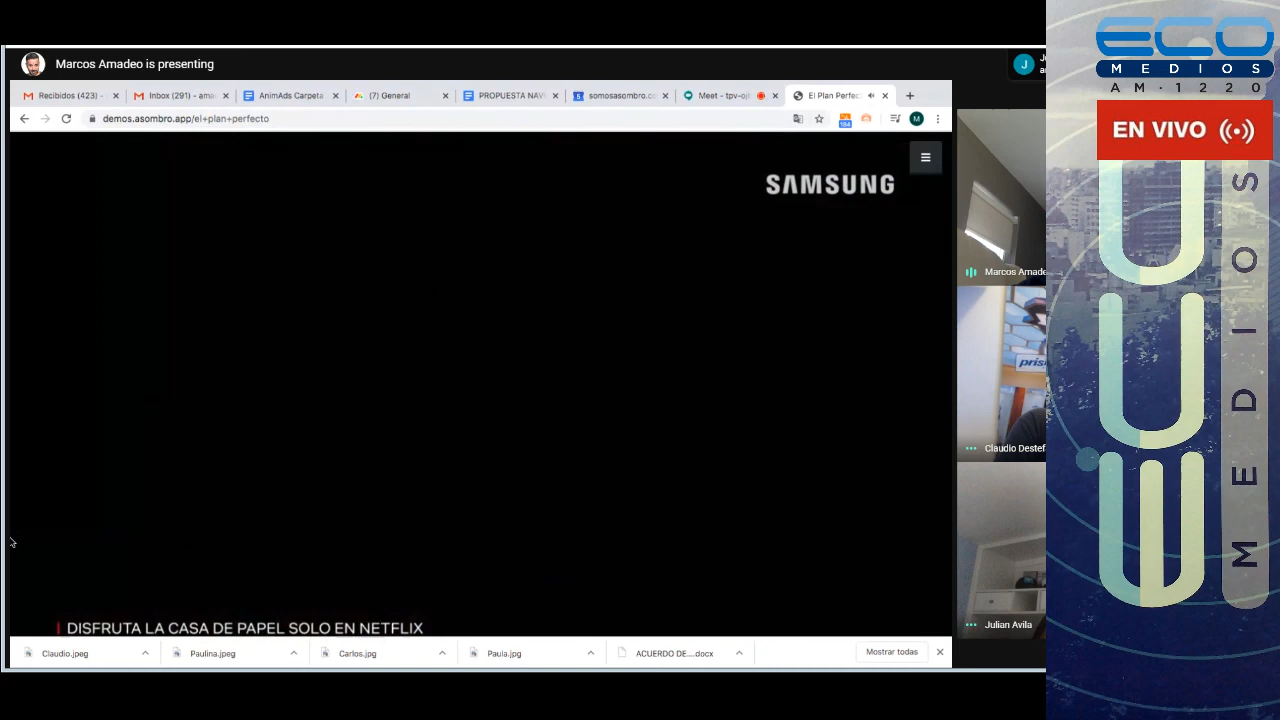 Marcos Amadeo is presenting
J
Recibidos (423) -
Inbox (291) - ama
AnimAds Carpeta
(7) General
PROPUESTA NAV
somosasombro.co
Meet - tpv-oj
El Plan Perfec
demos.asombro.app/el+plan+perfecto
184
M
SAMSUNG
Marcos Amade
Claudio Destef
Julian Avila
DISFRUTA LA CASA DE PAPEL SOLO EN NETFLIX
Claudio.jpeg
Paulina.jpeg
Carlos.jpg
Paula.jpg
ACUERDO DE....docx
Mostrar todas
ECO
MEDIOS
AM·1220
EN VIVO
MEDIOS